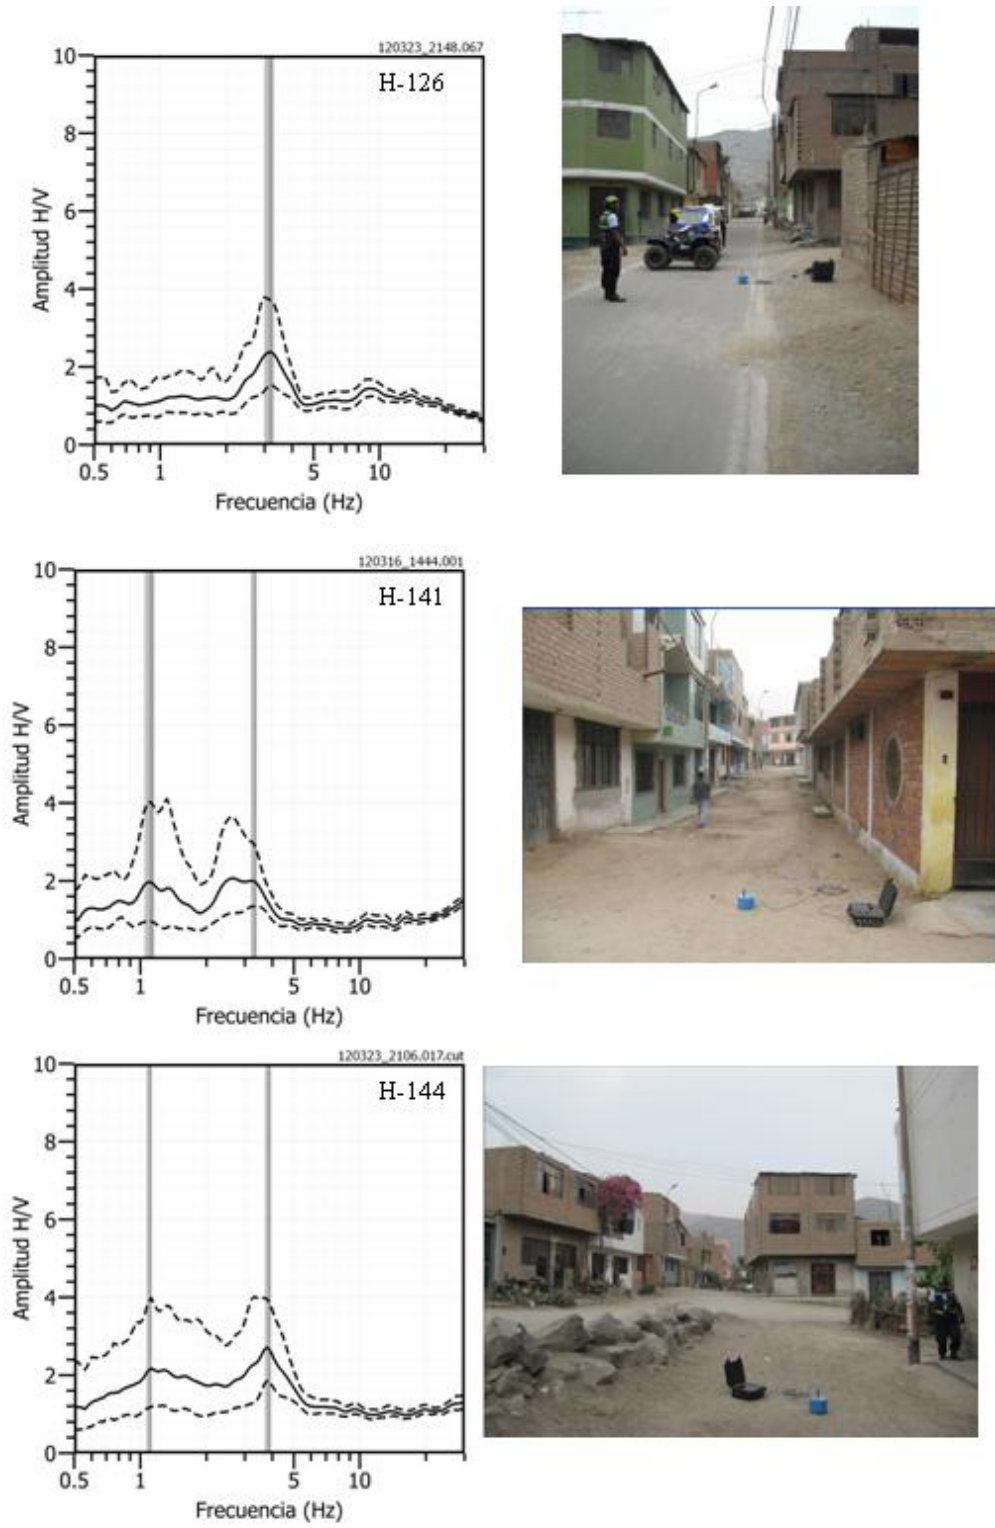 120323_2148.067
H-126
10
8
6
4
2
0
Amplitud H/V
0.5 1 5 10
Frecuencia (Hz)
120316_1444.001
H-141
10
8
6
4
2
0
Amplitud H/V
0.5 1 5 10
Frecuencia (Hz)
120323_2106.017.cut
H-144
10
8
6
4
2
0
Amplitud H/V
0.5 1 5 10
Frecuencia (Hz)